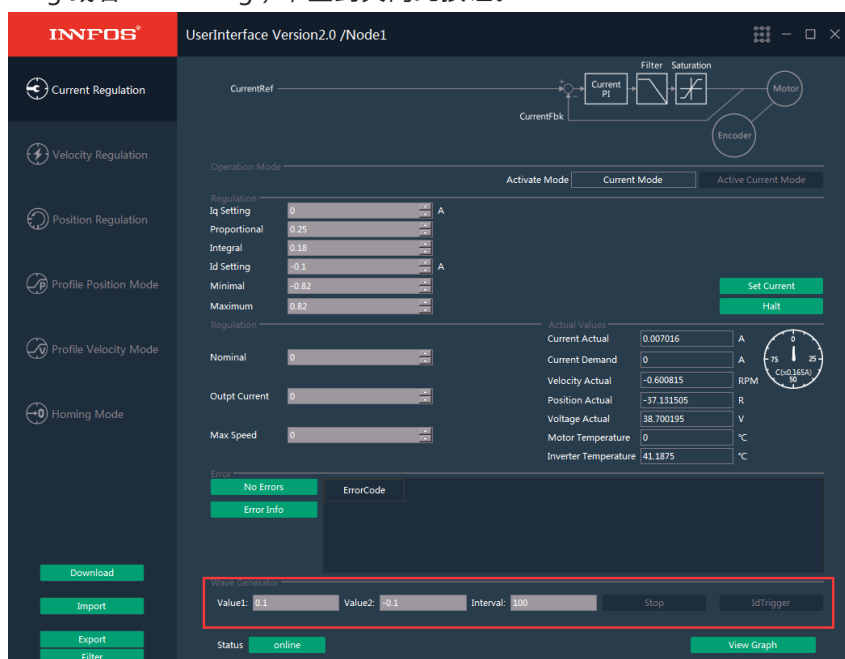 INNFOS®
UserInterface Version2.0 /Node1
Current Regulation
Velocity Regulation
Position Regulation
Profile Position Mode
Profile Velocity Mode
Homing Mode
Download
Import
Export
Filter
CurrentRef
+
-
Current
PI
Filter Saturation
Motor
CurrentFbk
Encoder
Operation Mode
Activate Mode Current Mode Active Current Mode
Regulation
Iq Setting 0 A
Proportional 0.25
Integral 0.18
Id Setting -0.1 A
Minimal -0.82 Set Current
Maximum 0.82 Halt
Regulation
Nominal 0
Outpt Current 0
Max Speed 0
Actual Values
Current Actual 0.007016 A
Current Demand 0 A
Velocity Actual -0.600815 RPM
Position Actual -37.131505 R
Voltage Actual 38.700195 V
Motor Temperature 0 ℃
Inverter Temperature 41.1875 ℃
0
75 25
C(x0.165A)
50
Error
No Errors ErrorCode
Error Info
Wave Generator
Value1: 0.1 Value2: -0.1 Interval: 100 Stop IdTrigger
Status online View Graph